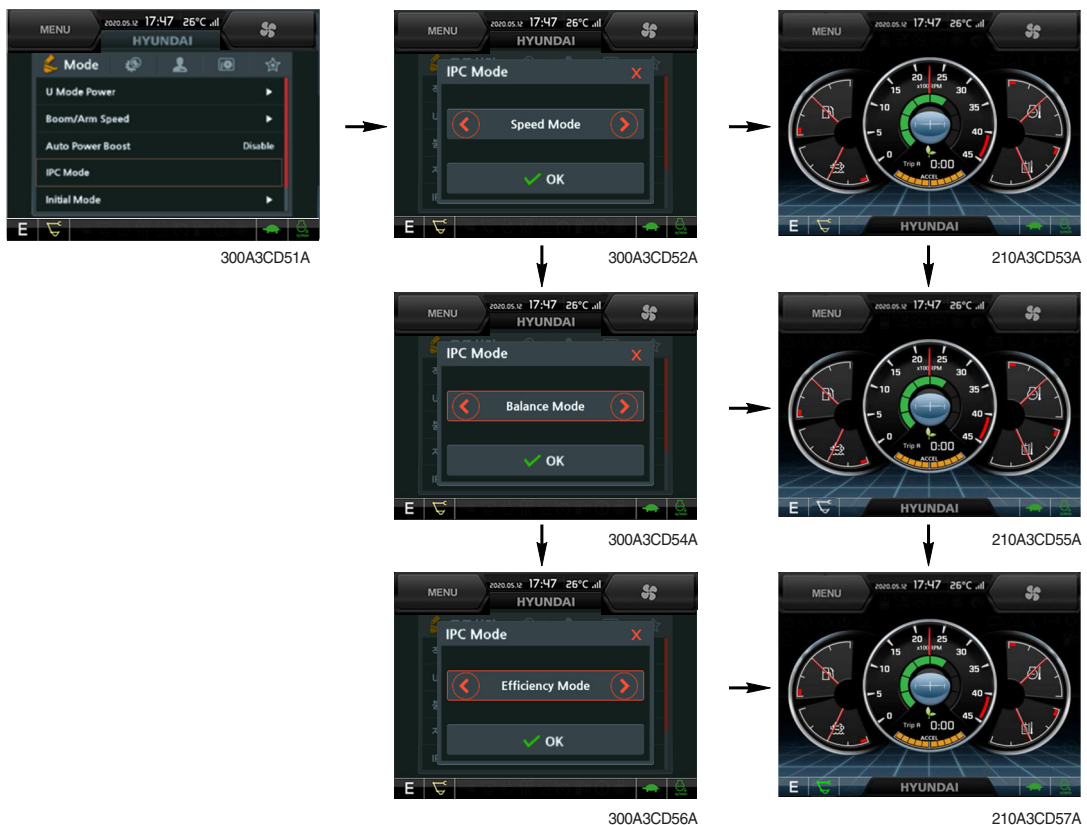 MENU
2020.05.12 17:47 26°C
HYUNDAI
Mode
U Mode Power
Boom/Arm Speed
Auto Power Boost Disable
IPC Mode
Initial Mode
E
300A3CD51A
MENU
2020.05.12 17:47 26°C
HYUNDAI
IPC Mode X
Speed Mode
OK
E
300A3CD52A
MENU
2020.05.12 17:47 26°C
0 5 10 15 20 25 30 35 40 45
x100 RPM
Trip A 0:00
ACCEL
E HYUNDAI
210A3CD53A
MENU
2020.05.12 17:47 26°C
HYUNDAI
IPC Mode X
Balance Mode
OK
E
300A3CD54A
MENU
2020.05.12 17:47 26°C
0 5 10 15 20 25 30 35 40 45
x100 RPM
Trip A 0:00
ACCEL
E HYUNDAI
210A3CD55A
MENU
2020.05.12 17:47 26°C
HYUNDAI
IPC Mode X
Efficiency Mode
OK
E
300A3CD56A
MENU
2020.05.12 17:47 26°C
0 5 10 15 20 25 30 35 40 45
x100 RPM
Trip A 0:00
ACCEL
E HYUNDAI
210A3CD57A